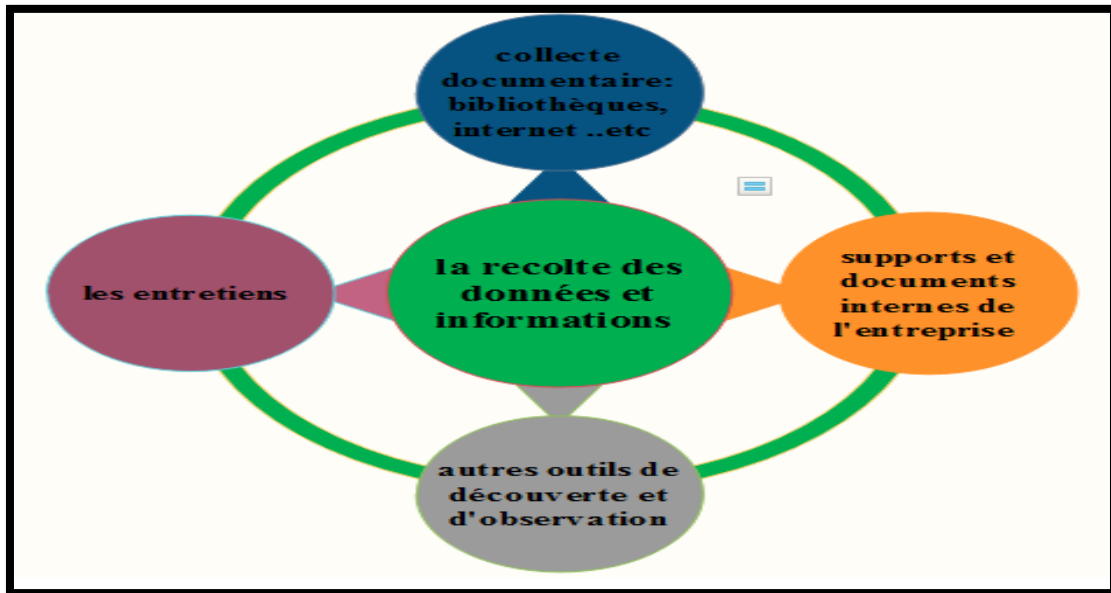 collecte
documentaire:
bibliothèques,
internet ..etc
les entretiens
la recolte des
données et
informations
supports et
documents
internes de
l'entreprise
autres outils de
découverte et
d'observation